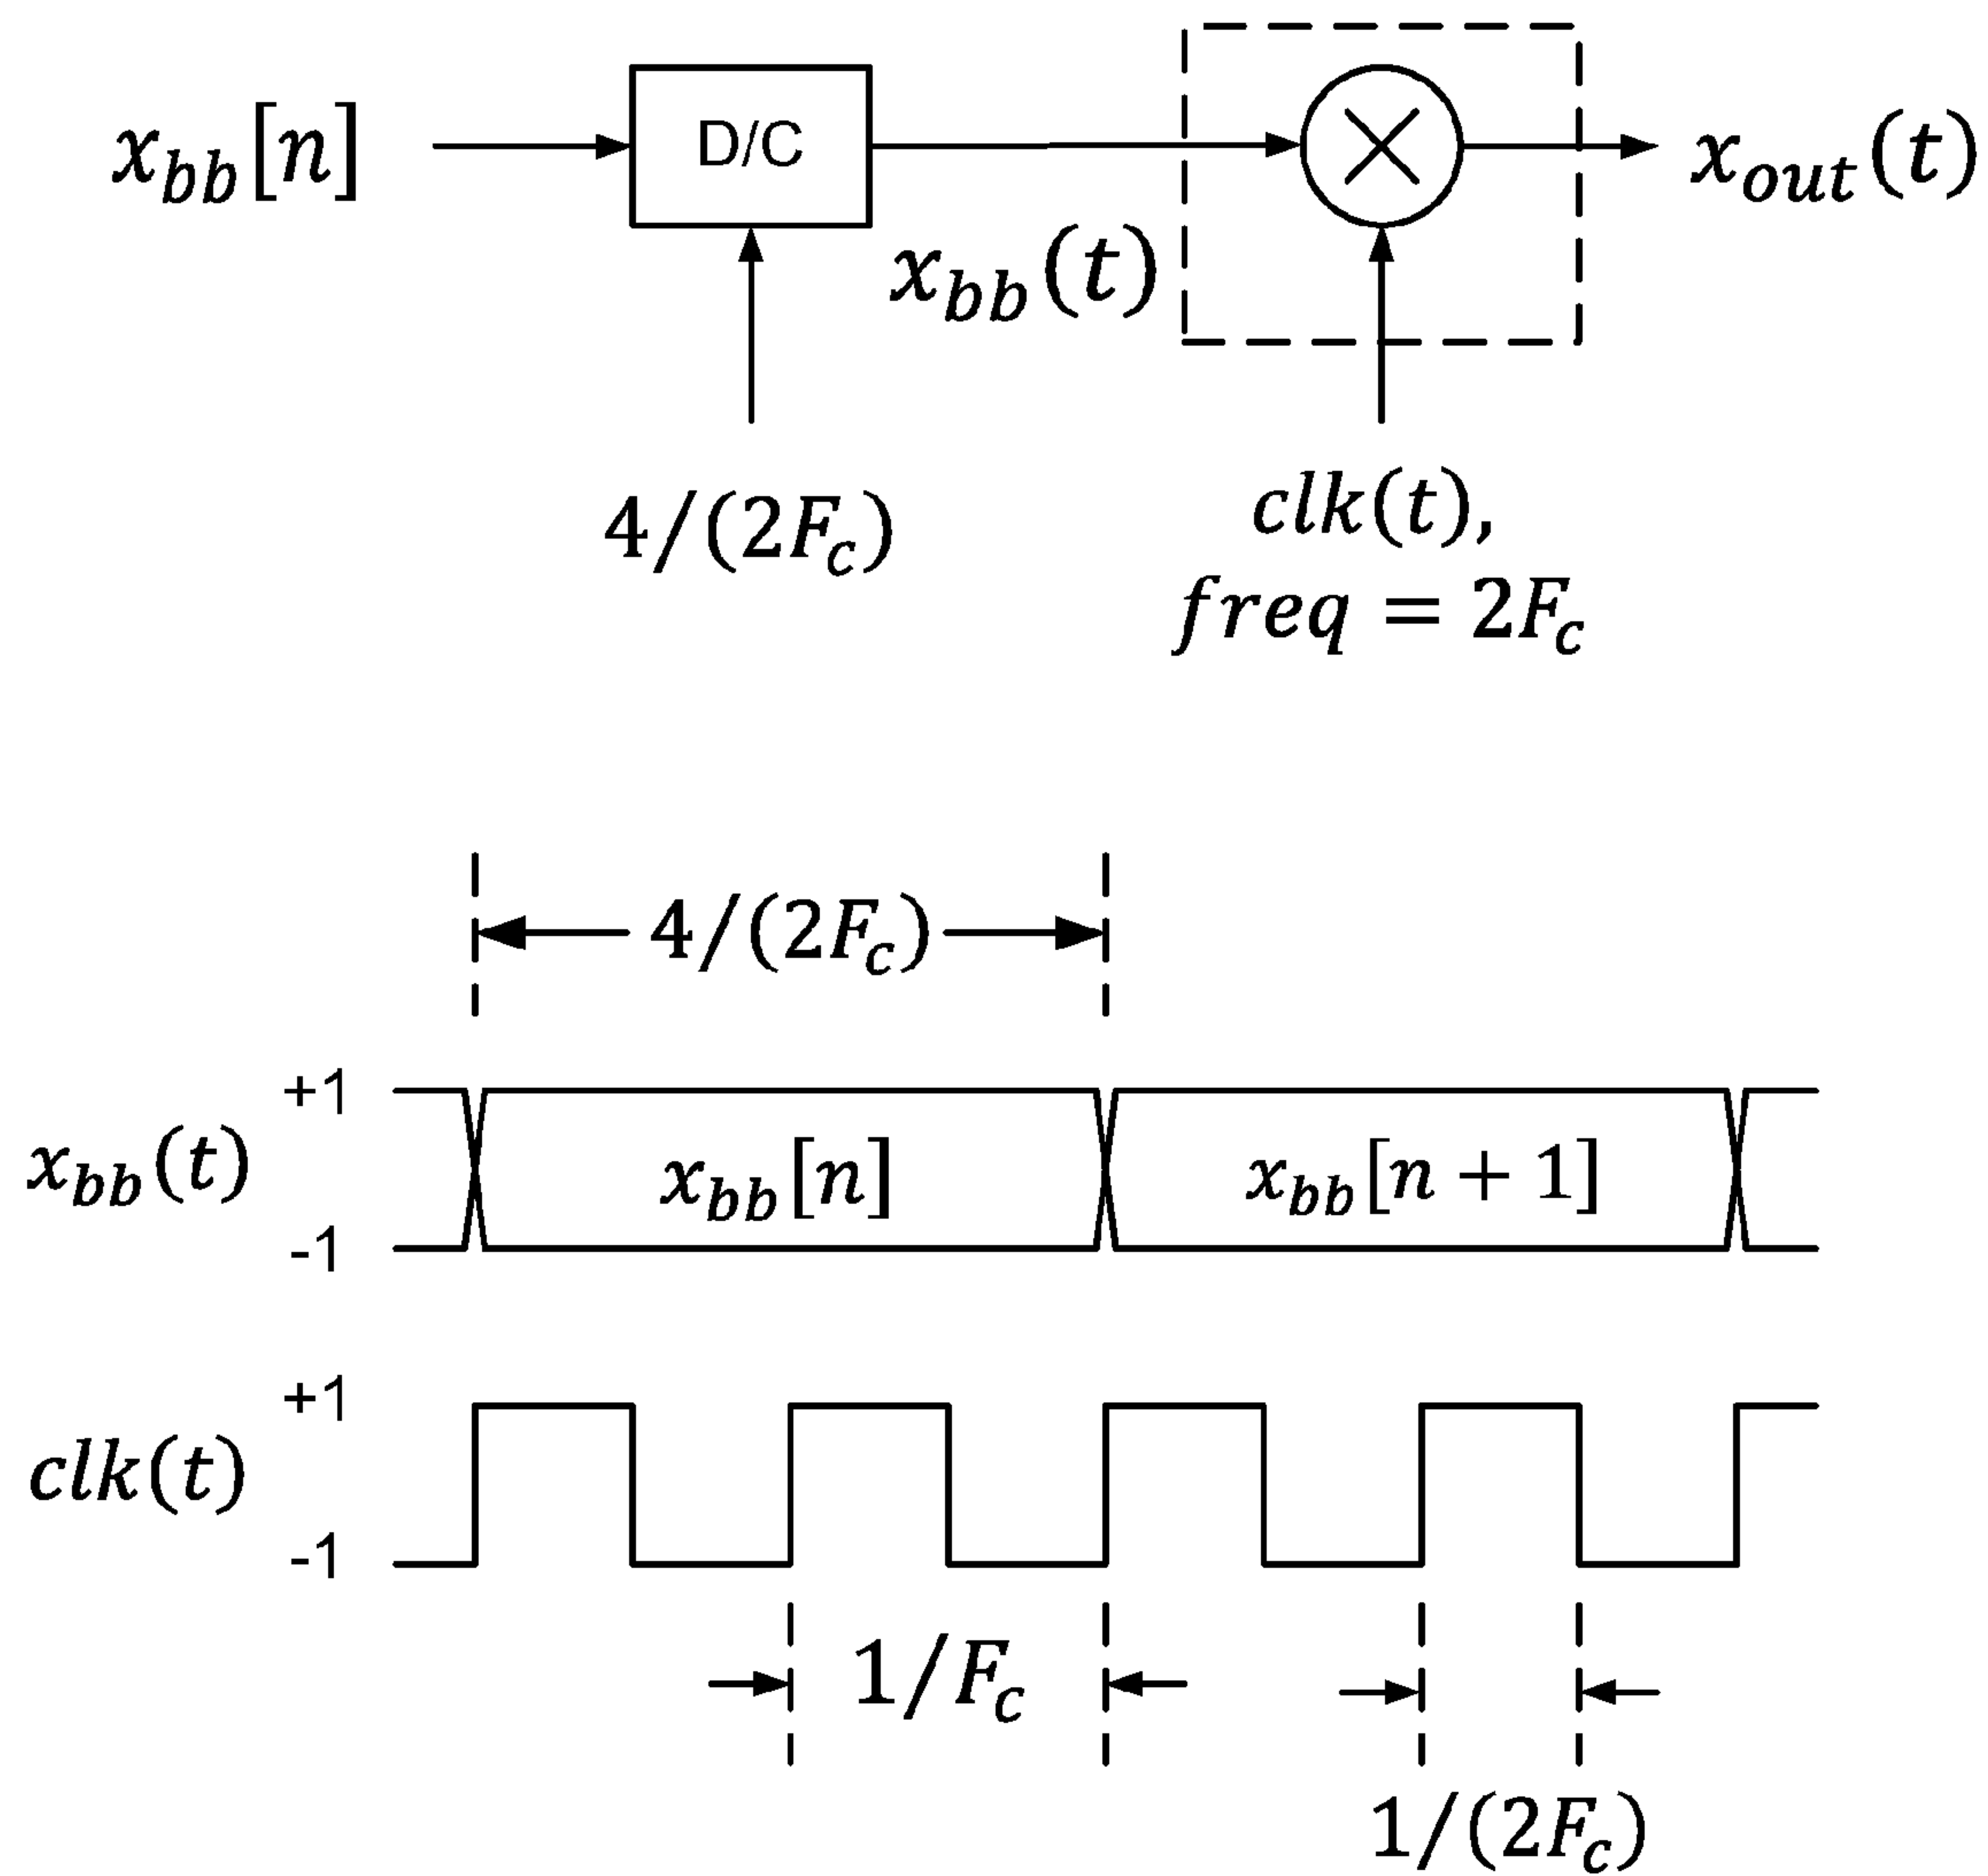 x_bb[n]
D/C
x_bb(t)
x_out(t)
4/(2F_c)
clk(t),
freq = 2F_c
4/(2F_c)
x_bb(t)
+1
-1
x_bb[n]
x_bb[n + 1]
clk(t)
+1
-1
1/F_c
1/(2F_c)